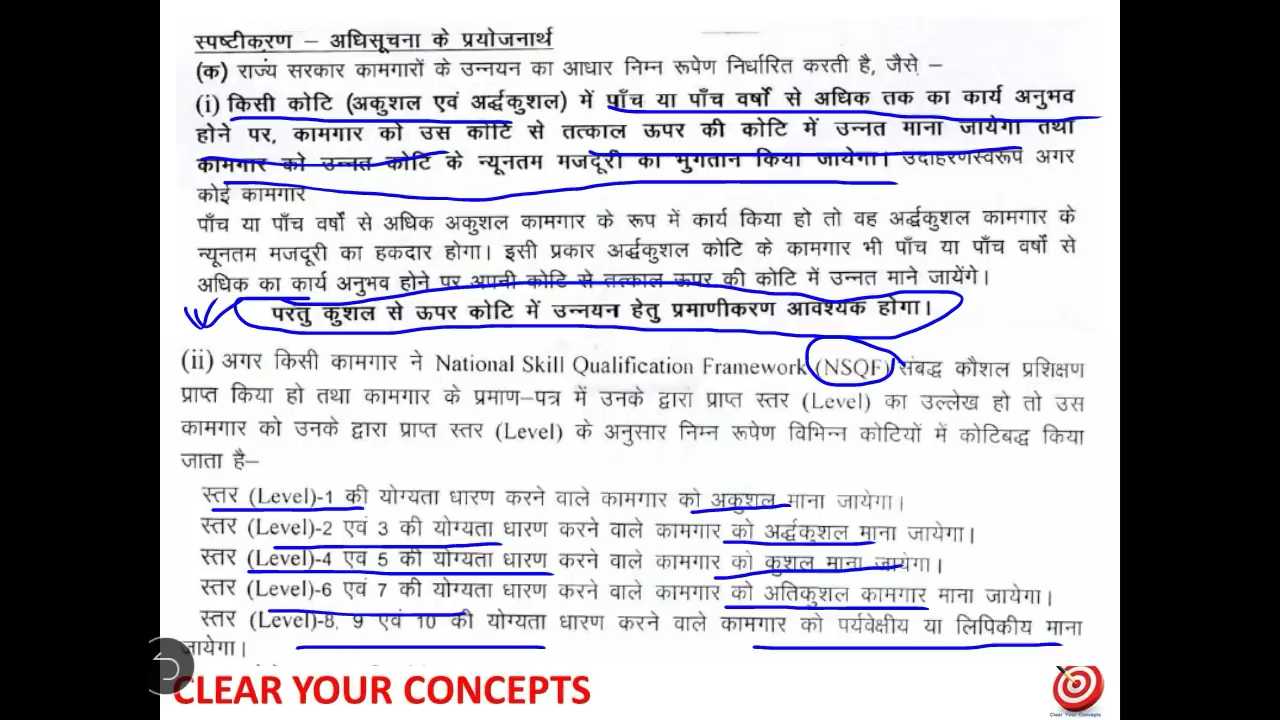 स्पष्टीकरण – अधिसूचना के प्रयोजनार्थ
(क) राज्य सरकार कामगारों के उन्नयन का आधार निम्न रूपेण निर्धारित करती है, जैसे –
(i) किसी कोटि (अकुशल एवं अर्द्धकुशल) में पाँच या पाँच वर्षों से अधिक तक का कार्य अनुभव
होने पर, कामगार को उस कोटि से तत्काल ऊपर की कोटि में उन्नत माना जायेगा तथा
कामगार को उन्नत कोटि के न्यूनतम मजदूरी का भुगतान किया जायेगा। उदाहरणस्वरूप अगर
कोई कामगार
पाँच या पाँच वर्षों से अधिक अकुशल कामगार के रूप में कार्य किया हो तो वह अर्द्धकुशल कामगार के
न्यूनतम मजदूरी का हकदार होगा। इसी प्रकार अर्द्धकुशल कोटि के कामगार भी पाँच या पाँच वर्षों से
अधिक का कार्य अनुभव होने पर अपनी कोटि से तत्काल ऊपर की कोटि में उन्नत माने जायेंगे।
परंतु कुशल से ऊपर कोटि में उन्नयन हेतु प्रमाणीकरण आवश्यक होगा।
(ii) अगर किसी कामगार ने National Skill Qualification Framework (NSQF) संबद्ध कौशल प्रशिक्षण
प्राप्त किया हो तथा कामगार के प्रमाण–पत्र में उनके द्वारा प्राप्त स्तर (Level) का उल्लेख हो तो उस
कामगार को उनके द्वारा प्राप्त स्तर (Level) के अनुसार निम्न रूपेण विभिन्न कोटियों में कोटिबद्ध किया
जाता है–
स्तर (Level)-1 की योग्यता धारण करने वाले कामगार को अकुशल माना जायेगा।
स्तर (Level)-2 एवं 3 की योग्यता धारण करने वाले कामगार को अर्द्धकुशल माना जायेगा।
स्तर (Level)-4 एवं 5 की योग्यता धारण करने वाले कामगार को कुशल माना जायेगा।
स्तर (Level)-6 एवं 7 की योग्यता धारण करने वाले कामगार को अतिकुशल कामगार माना जायेगा।
स्तर (Level)-8, 9 एवं 10 की योग्यता धारण करने वाले कामगार को पर्यवेक्षीय या लिपिकीय माना
जायेगा।
CLEAR YOUR CONCEPTS
Clear Your Concepts